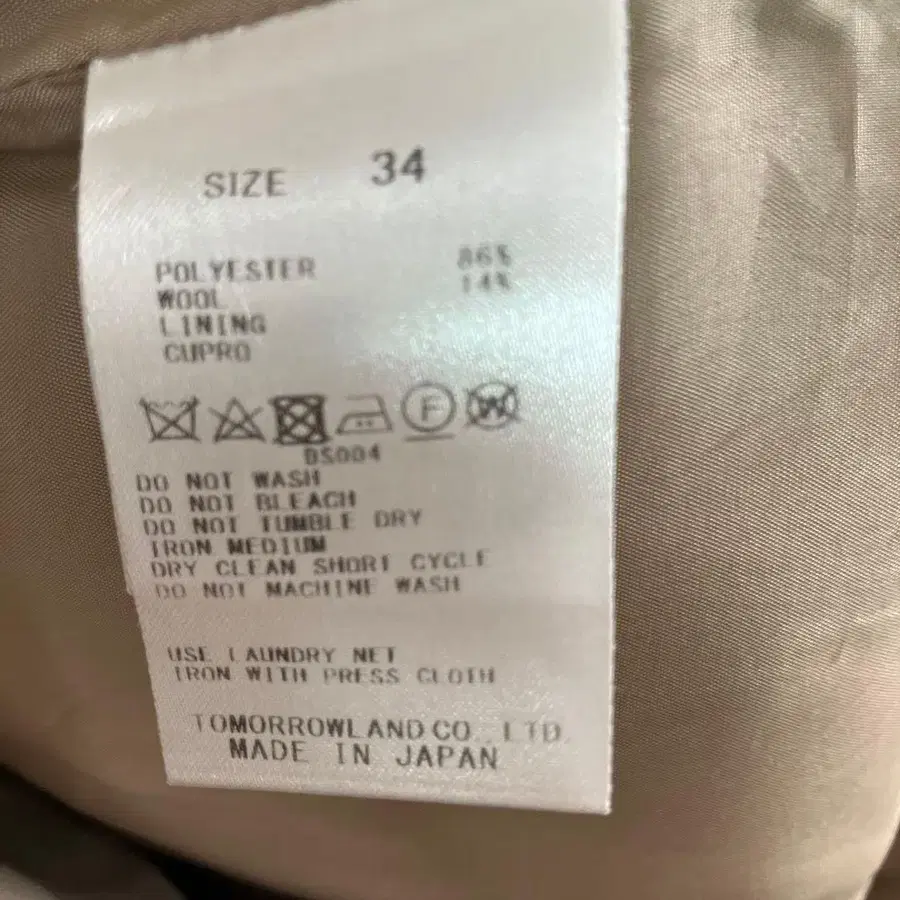 SIZE 34
POLYESTER 86%
WOOL 14%
LINING
CUPRO
F W
DS004
DO NOT WASH
DO NOT BLEACH
DO NOT TUMBLE DRY
IRON MEDIUM
DRY CLEAN SHORT CYCLE
DO NOT MACHINE WASH
USE LAUNDRY NET
IRON WITH PRESS CLOTH
TOMORROWLAND CO., LTD.
MADE IN JAPAN